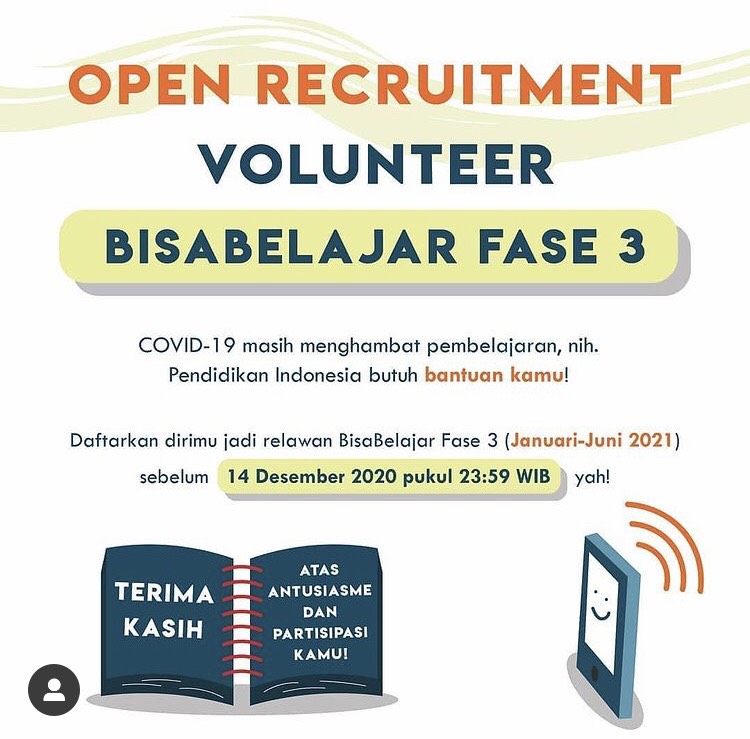 OPEN RECRUITMENT
VOLUNTEER
BISABELAJAR FASE 3
COVID-19 masih menghambat pembelajaran, nih.
Pendidikan Indonesia butuh bantuan kamu!
Daftarkan dirimu jadi relawan BisaBelajar Fase 3 (Januari-Juni 2021)
sebelum 14 Desember 2020 pukul 23:59 WIB yah!
TERIMA
KASIH
ATAS
ANTUSIASME
DAN
PARTISIPASI
KAMU!